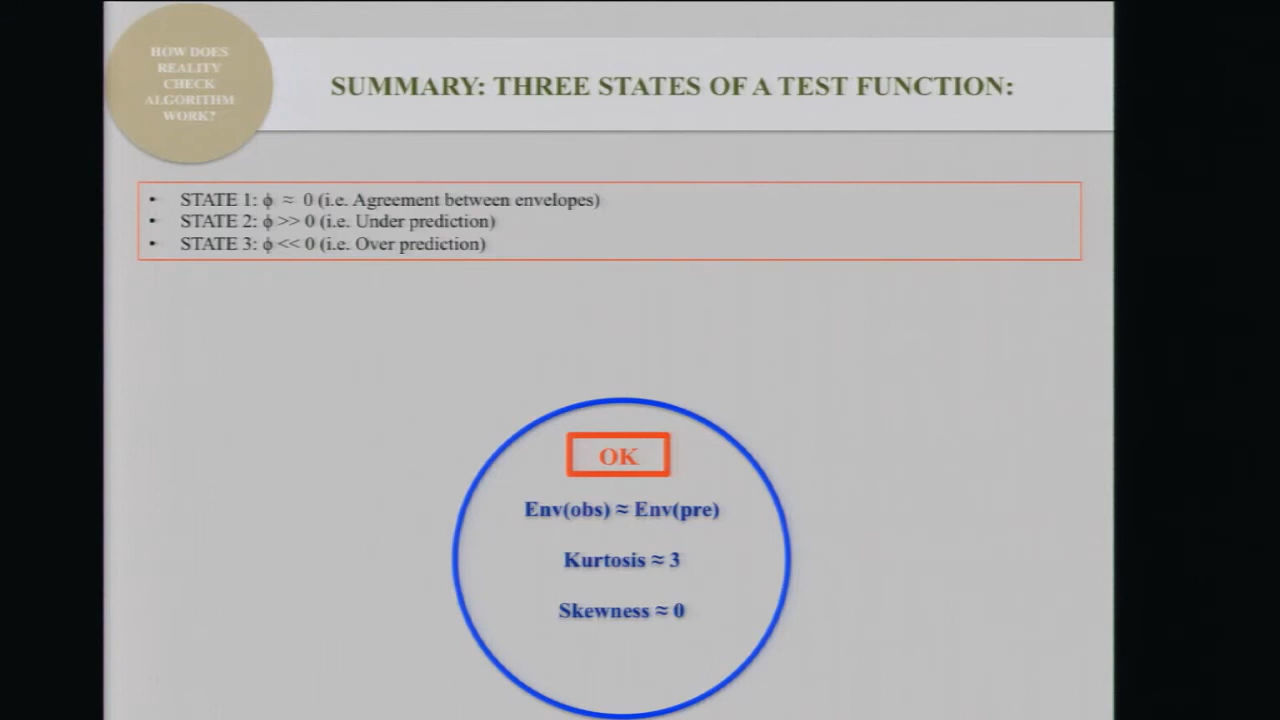 HOW DOES
REALITY
CHECK
ALGORITHM
WORK?
SUMMARY: THREE STATES OF A TEST FUNCTION:
• STATE 1: ϕ ≈ 0 (i.e. Agreement between envelopes)
• STATE 2: ϕ >> 0 (i.e. Under prediction)
• STATE 3: ϕ << 0 (i.e. Over prediction)
OK
Env(obs) ≈ Env(pre)
Kurtosis ≈ 3
Skewness ≈ 0